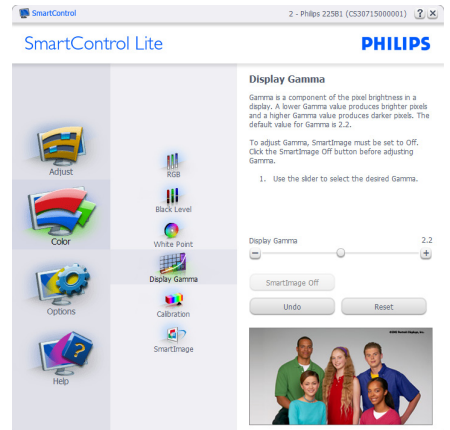 SmartControl
2 - Philips 225B1 (CS30715000001)
SmartControl Lite
PHILIPS
Adjust
Color
Options
Help
RGB
Black Level
White Point
Display Gamma
Calibration
SmartImage
Display Gamma
Gamma is a component of the pixel brightness in a
display. A lower Gamma value produces brighter pixels
and a higher Gamma value produces darker pixels. The
default value for Gamma is 2.2.
To adjust Gamma, SmartImage must be set to Off.
Click the SmartImage Off button before adjusting
Gamma.
1. Use the slider to select the desired Gamma.
Display Gamma 2.2
SmartImage Off
Undo Reset